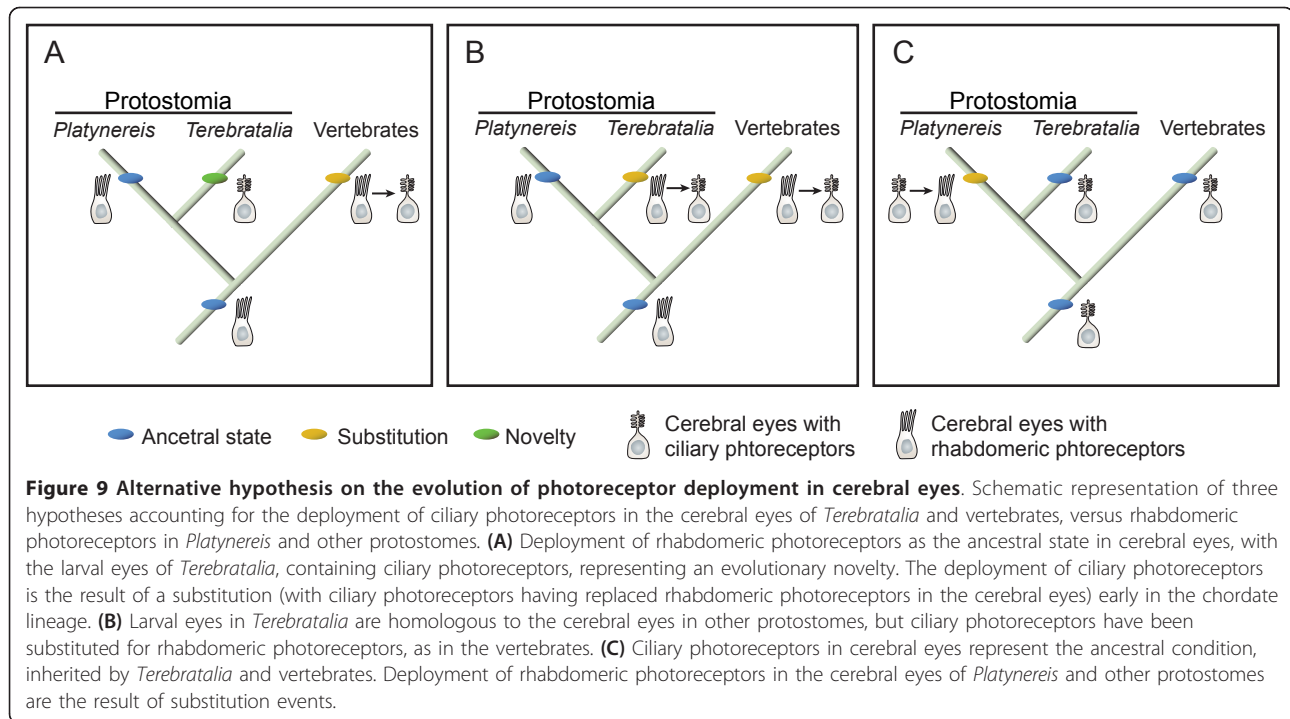 A
Protostomia
Platynereis Terebratalia Vertebrates
B
Protostomia
Platynereis Terebratalia Vertebrates
C
Protostomia
Platynereis Terebratalia Vertebrates
Ancetral state Substitution Novelty
Cerebral eyes with
ciliary phtoreceptors
Cerebral eyes with
rhabdomeric phtoreceptors
Figure 9 Alternative hypothesis on the evolution of photoreceptor deployment in cerebral eyes. Schematic representation of three
hypotheses accounting for the deployment of ciliary photoreceptors in the cerebral eyes of Terebratalia and vertebrates, versus rhabdomeric
photoreceptors in Platynereis and other protostomes. (A) Deployment of rhabdomeric photoreceptors as the ancestral state in cerebral eyes, with
the larval eyes of Terebratalia, containing ciliary photoreceptors, representing an evolutionary novelty. The deployment of ciliary photoreceptors
is the result of a substitution (with ciliary photoreceptors having replaced rhabdomeric photoreceptors in the cerebral eyes) early in the chordate
lineage. (B) Larval eyes in Terebratalia are homologous to the cerebral eyes in other protostomes, but ciliary photoreceptors have been
substituted for rhabdomeric photoreceptors, as in the vertebrates. (C) Ciliary photoreceptors in cerebral eyes represent the ancestral condition,
inherited by Terebratalia and vertebrates. Deployment of rhabdomeric photoreceptors in the cerebral eyes of Platynereis and other protostomes
are the result of substitution events.